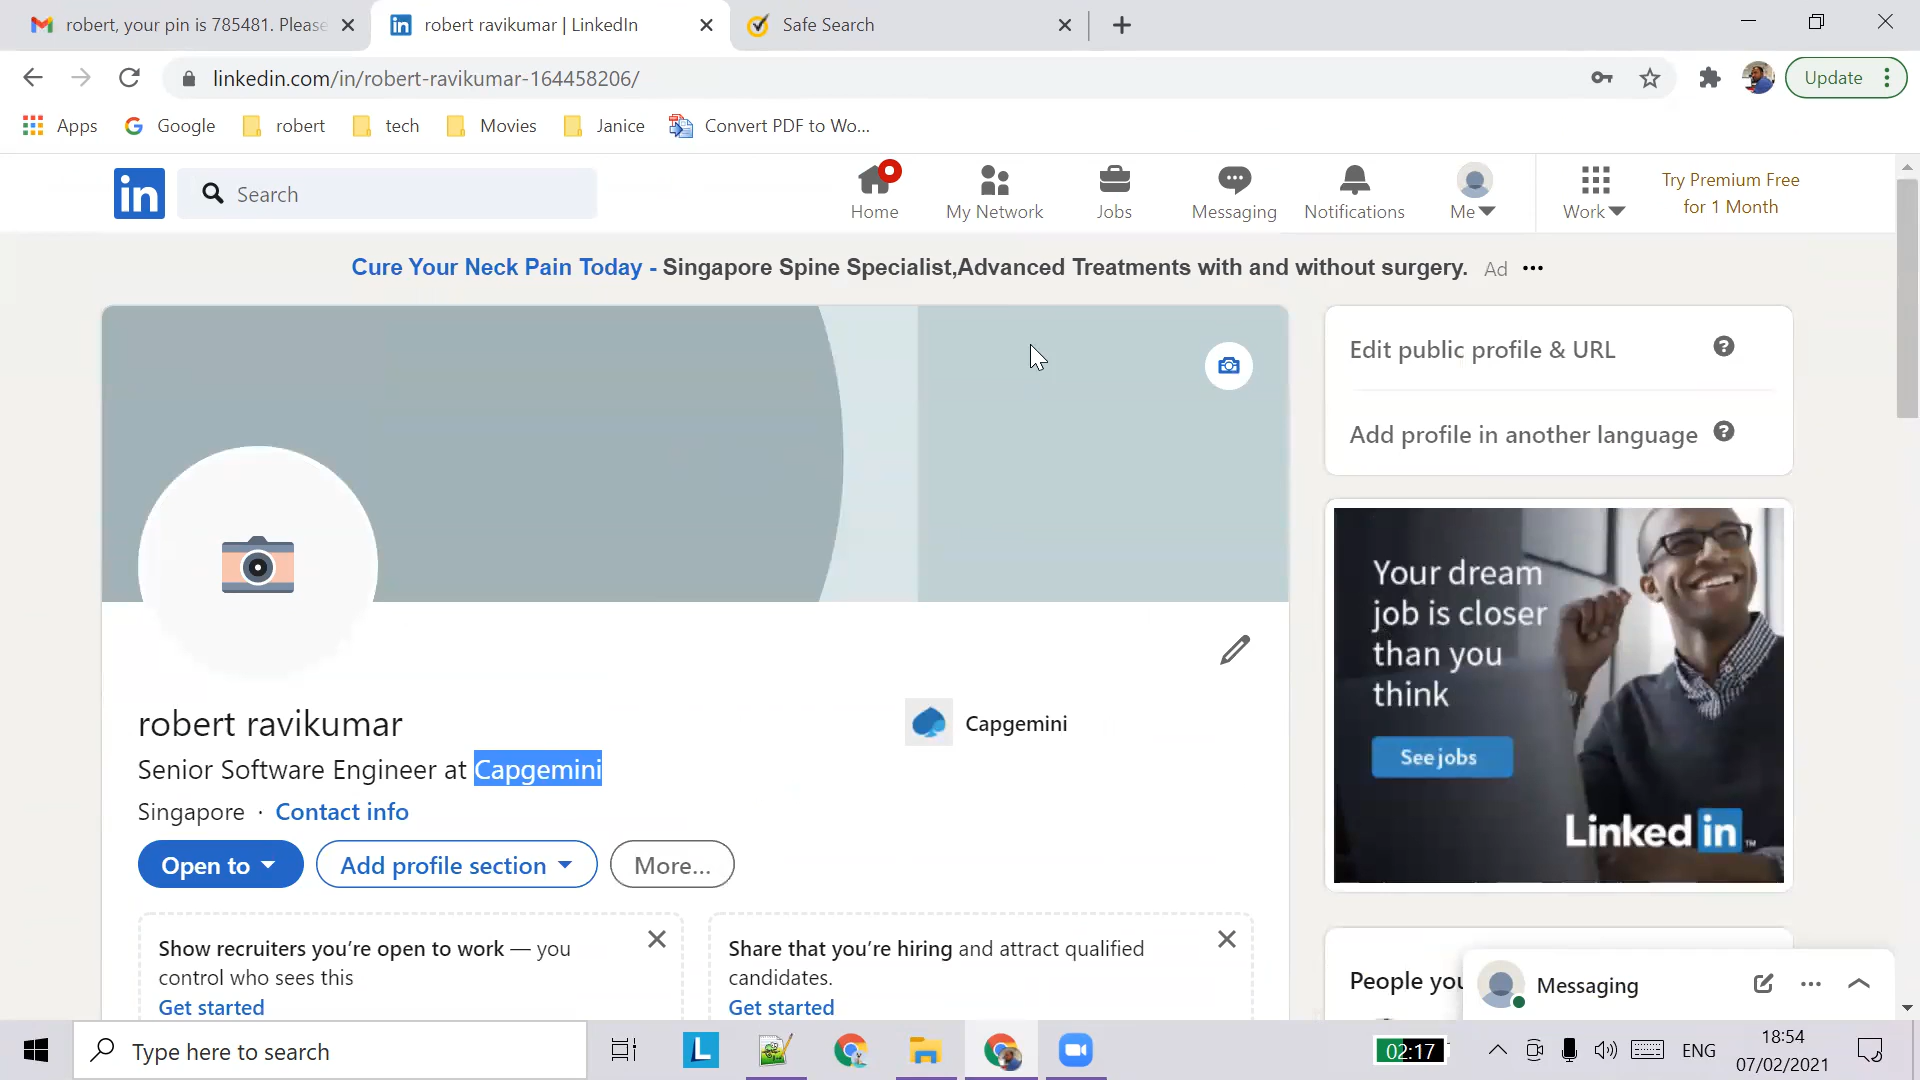 robert, your pin is 785481. Please
robert ravikumar | LinkedIn
Safe Search
linkedin.com/in/robert-ravikumar-164458206/
Update
Apps
Google
robert
tech
Movies
Janice
Convert PDF to Wo...
in
Search
Home
My Network
Jobs
Messaging
Notifications
Me
Work
Try Premium Free
for 1 Month
Cure Your Neck Pain Today - Singapore Spine Specialist,Advanced Treatments with and without surgery. Ad
Edit public profile & URL
Add profile in another language
Your dream
job is closer
than you
think
See jobs
Linked in
robert ravikumar
Capgemini
Senior Software Engineer at Capgemini
Singapore · Contact info
Open to
Add profile section
More...
Show recruiters you're open to work — you
control who sees this
Get started
Share that you're hiring and attract qualified
candidates.
Get started
People you
Messaging
Type here to search
L
02:17
ENG
18:54
07/02/2021